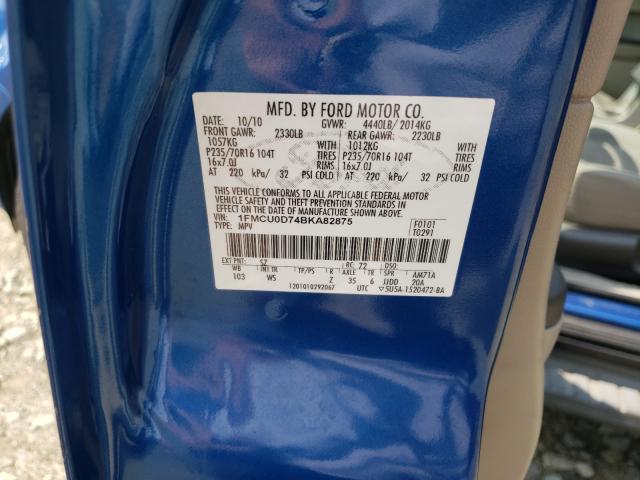 MFD. BY FORD MOTOR CO.
DATE: 10/10 GVWR: 4440LB/ 2014KG
FRONT GAWR: 2330LB REAR GAWR: 2230LB
1057KG WITH 1012KG WITH
P235/70R16 104T TIRES P235/70R16 104T TIRES
16x7.0J RIMS 16x7.0J RIMS
AT 220 kPa/ 32 PSI COLD AT 220 kPa/ 32 PSI COLD
THIS VEHICLE CONFORMS TO ALL APPLICABLE FEDERAL MOTOR
VEHICLE SAFETY AND THEFT PREVENTION STANDARDS IN
EFFECT ON THE DATE OF MANUFACTURE SHOWN ABOVE.
VIN: 1FMCU0D74BKA82875 F0101
TYPE: MPV T0291
EXT PNT: SZ RC: 72 DSO:
WB INT TR TP/PS R AXLE TR SPR AM71A
103 WS Z 35 6 JJDD 20A
1201010292067 UTC ▽5U5A-1520472-BA